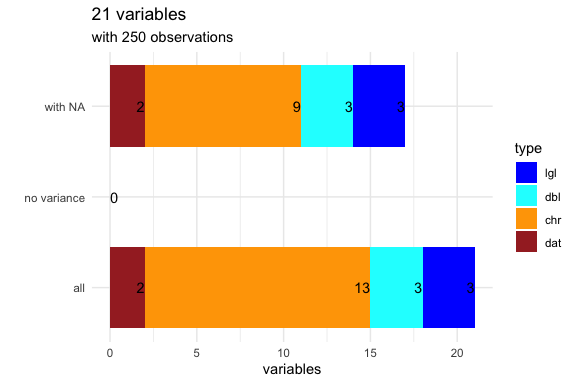 21 variables
with 250 observations
with NA
2 9 3 3
no variance
0
all
2 13 3 3
0 5 10 15 20
variables
type
lgl
dbl
chr
dat